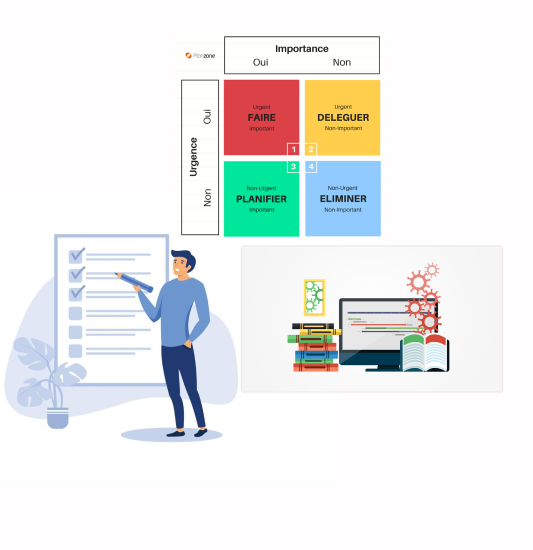 Planzone
Importance
Oui Non
Urgence
Oui
Non
Urgent
FAIRE
Important
1
Urgent
DELEGUER
Non-Important
2
Non-Urgent
PLANIFIER
Important
3
Non-Urgent
ELIMINER
Non-Important
4